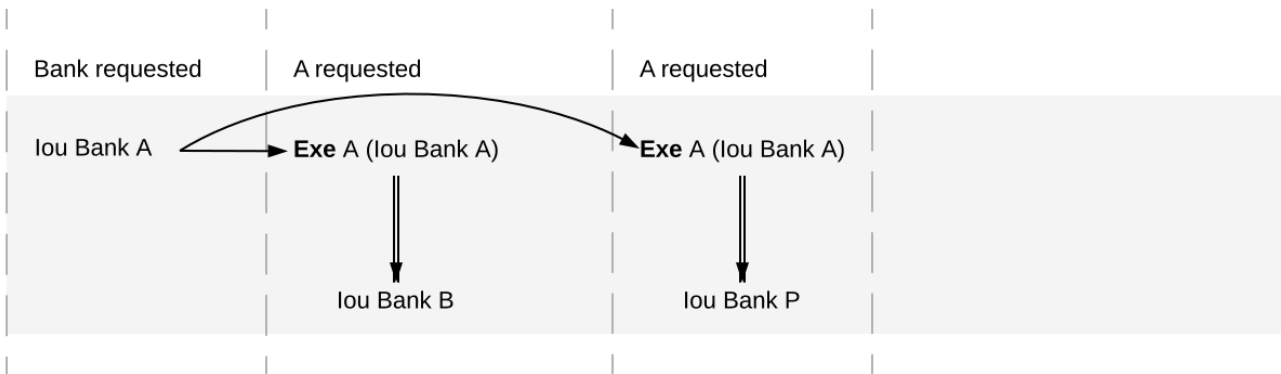 Bank requested
A requested
A requested
Iou Bank A
Exe A (Iou Bank A)
Exe A (Iou Bank A)
Iou Bank B
Iou Bank P